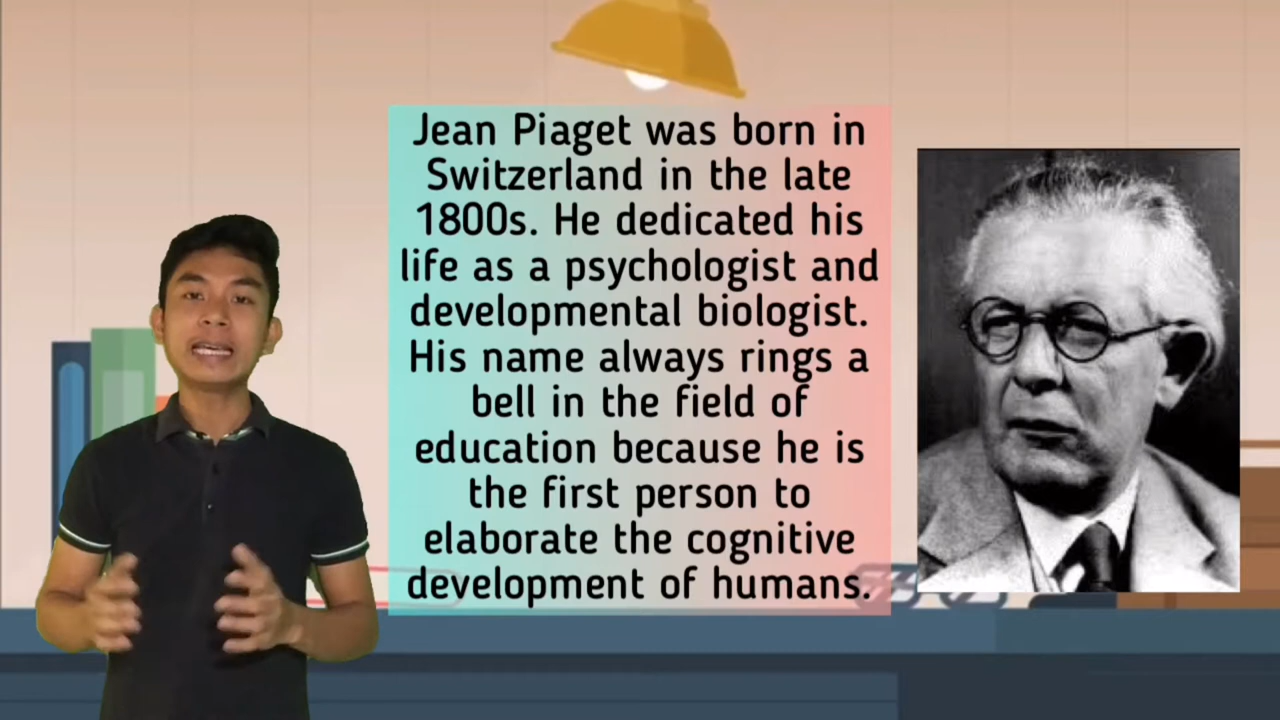 Jean Piaget was born in
Switzerland in the late
1800s. He dedicated his
life as a psychologist and
developmental biologist.
His name always rings a
bell in the field of
education because he is
the first person to
elaborate the cognitive
development of humans.